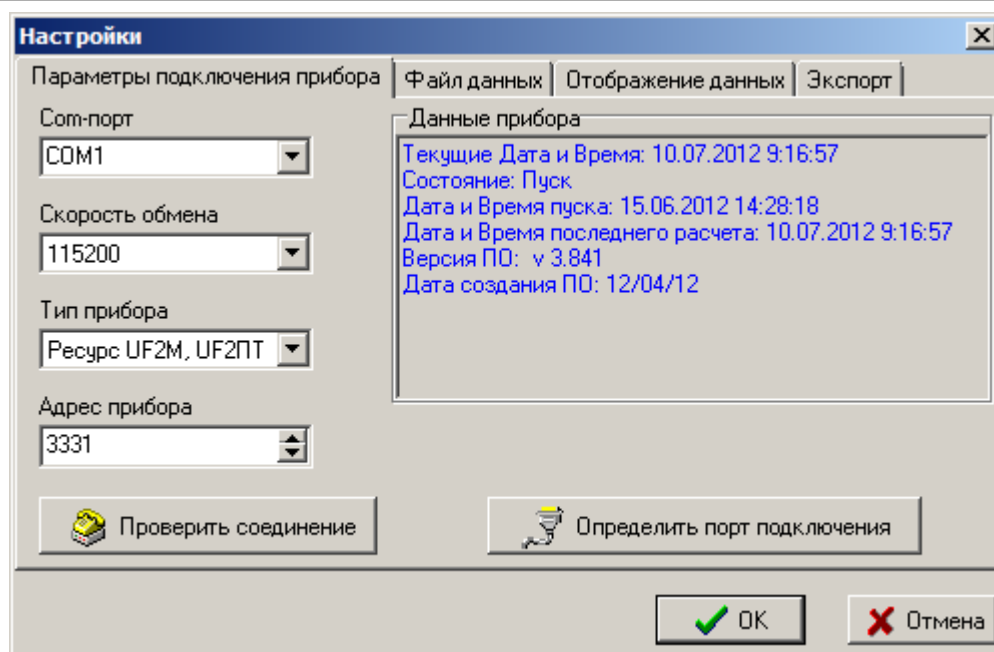 Настройки
Параметры подключения прибора
Файл данных
Отображение данных
Экспорт
Com-порт
COM1
Скорость обмена
115200
Тип прибора
Ресурс UF2M, UF2ПТ
Адрес прибора
3331
Данные прибора
Текущие Дата и Время: 10.07.2012 9:16:57
Состояние: Пуск
Дата и Время пуска: 15.06.2012 14:28:18
Дата и Время последнего расчета: 10.07.2012 9:16:57
Версия ПО:  v 3.841
Дата создания ПО: 12/04/12
Проверить соединение
Определить порт подключения
OK
Отмена